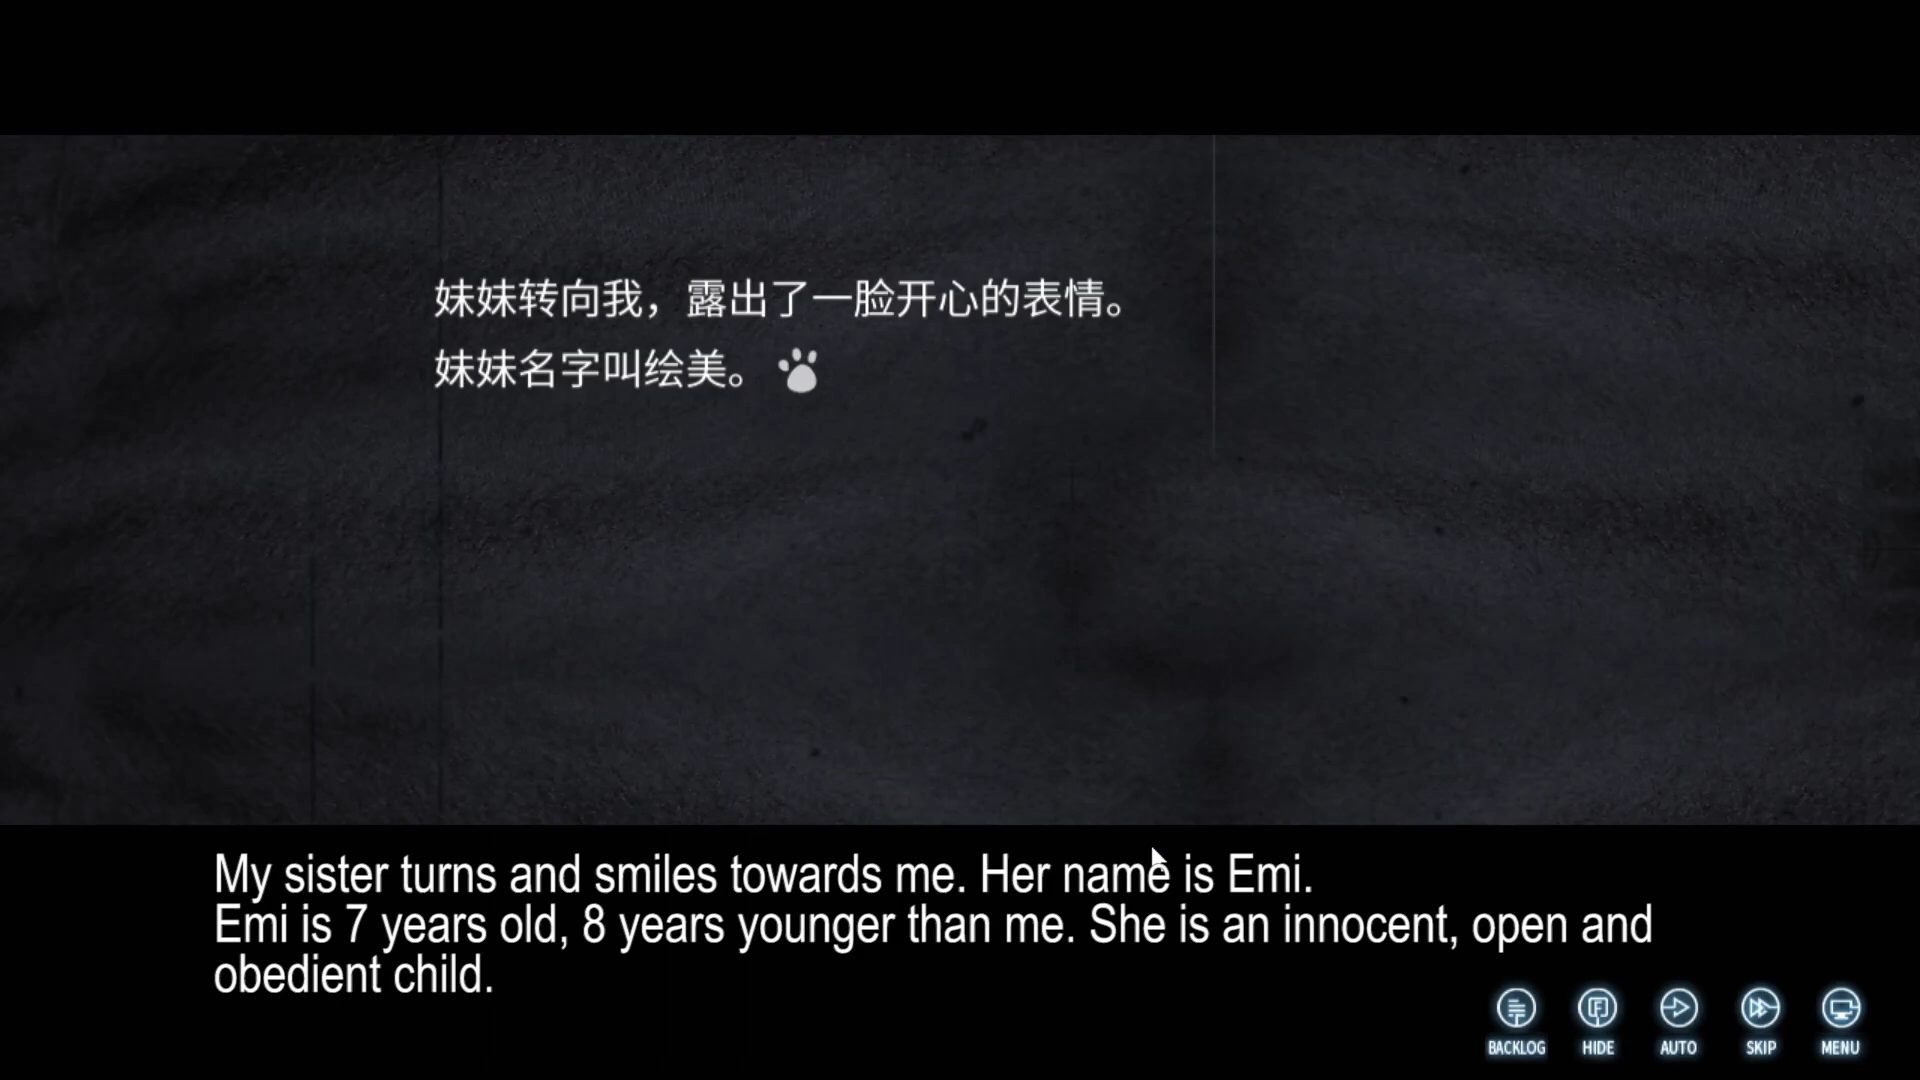 妹妹转向我，露出了一脸开心的表情。
妹妹名字叫绘美。
My sister turns and smiles towards me. Her name is Emi.
Emi is 7 years old, 8 years younger than me. She is an innocent, open and
obedient child.
BACKLOG HIDE AUTO SKIP MENU